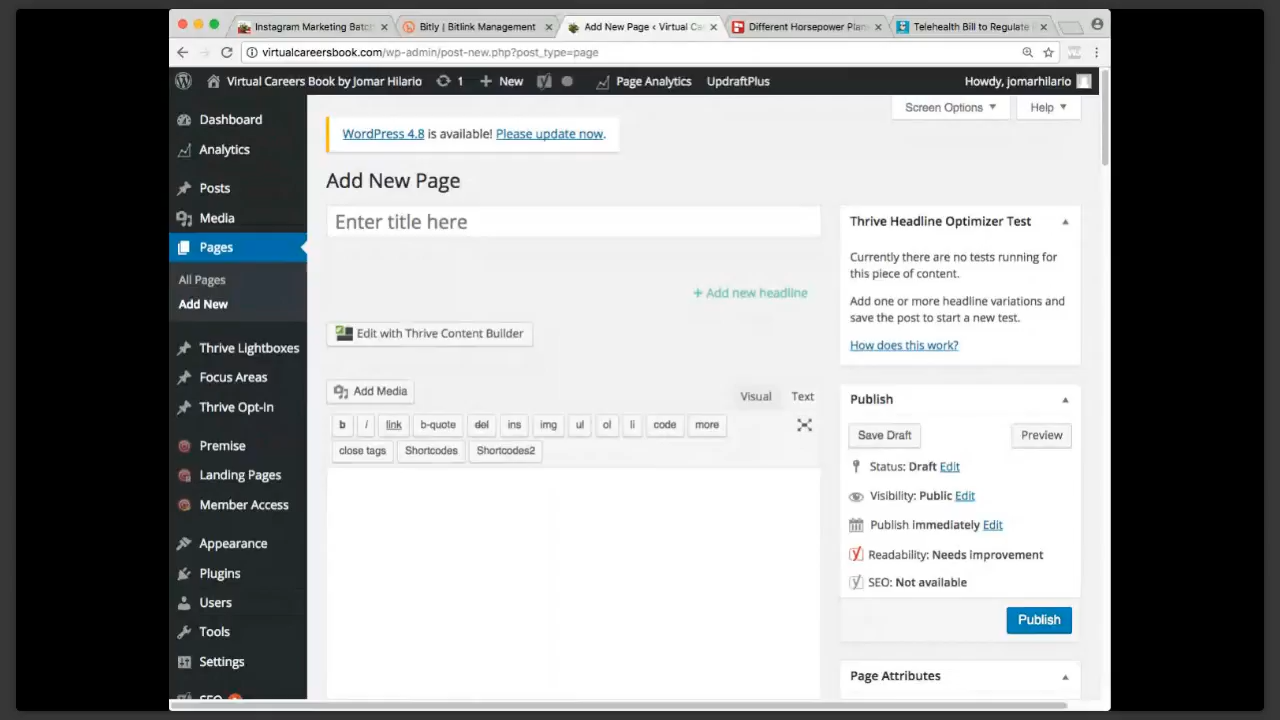 Instagram Marketing Batc
Bitly | Bitlink Management
Add New Page ‹ Virtual Ca
Different Horsepower Plan
Telehealth Bill to Regulate
virtualcareersbook.com/wp-admin/post-new.php?post_type=page
Virtual Careers Book by Jomar Hilario
1
New
Page Analytics
UpdraftPlus
Howdy, jomarhilario
Screen Options
Help
Dashboard
Analytics
Posts
Media
Pages
All Pages
Add New
Thrive Lightboxes
Focus Areas
Thrive Opt-In
Premise
Landing Pages
Member Access
Appearance
Plugins
Users
Tools
Settings
SEO
WordPress 4.8 is available! Please update now.
Add New Page
Enter title here
+ Add new headline
Edit with Thrive Content Builder
Add Media
Visual
Text
b
i
link
b-quote
del
ins
img
ul
ol
li
code
more
close tags
Shortcodes
Shortcodes2
Thrive Headline Optimizer Test
Currently there are no tests running for
this piece of content.
Add one or more headline variations and
save the post to start a new test.
How does this work?
Publish
Save Draft
Preview
Status: Draft Edit
Visibility: Public Edit
Publish immediately Edit
Readability: Needs improvement
SEO: Not available
Publish
Page Attributes